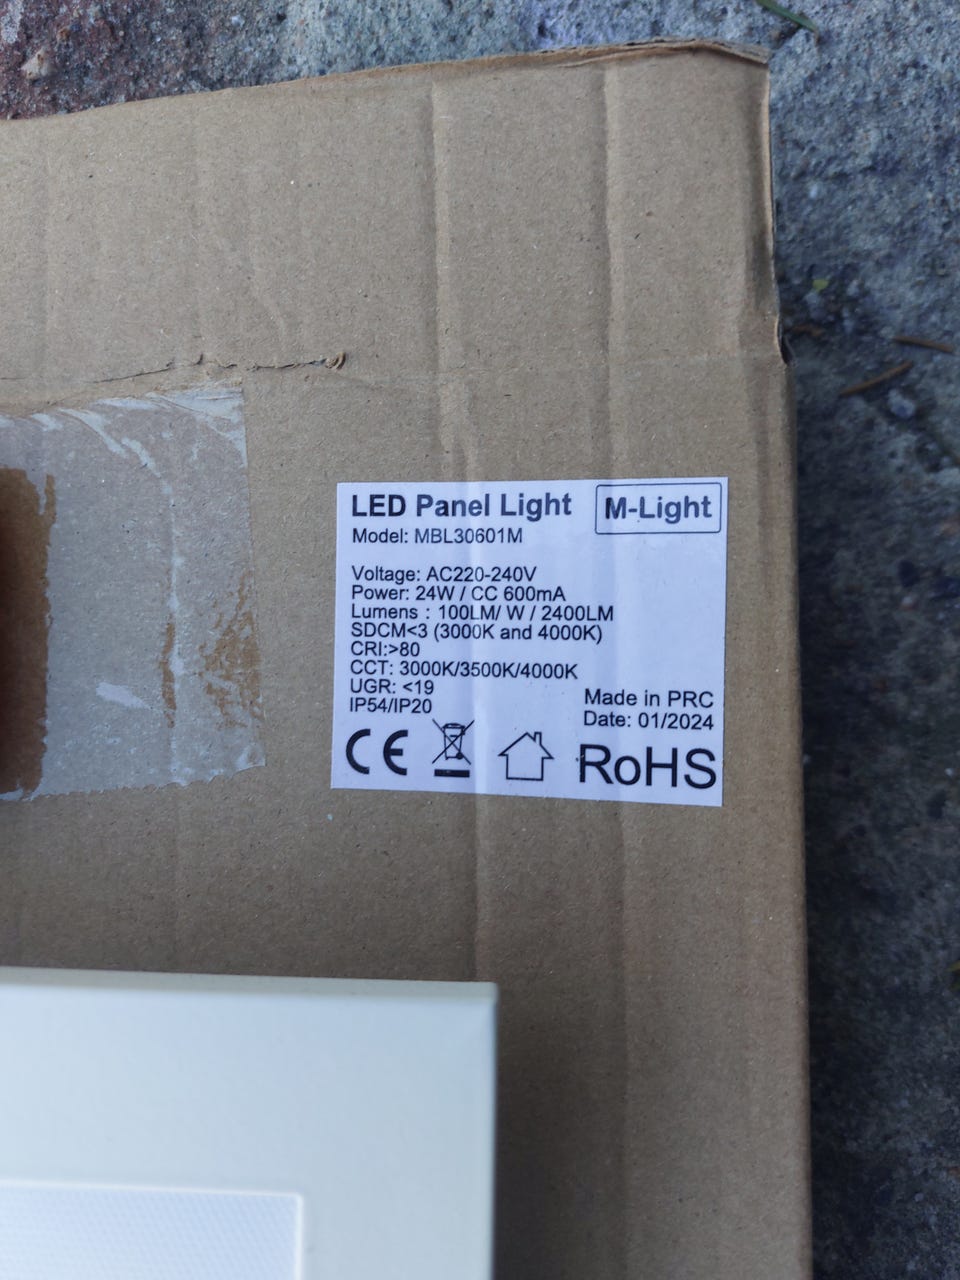 LED Panel Light
M-Light
Model: MBL30601M
Voltage: AC220-240V
Power: 24W / CC 600mA
Lumens : 100LM/ W / 2400LM
SDCM<3 (3000K and 4000K)
CRI:>80
CCT: 3000K/3500K/4000K
UGR: <19
IP54/IP20
Made in PRC
Date: 01/2024
CE
RoHS